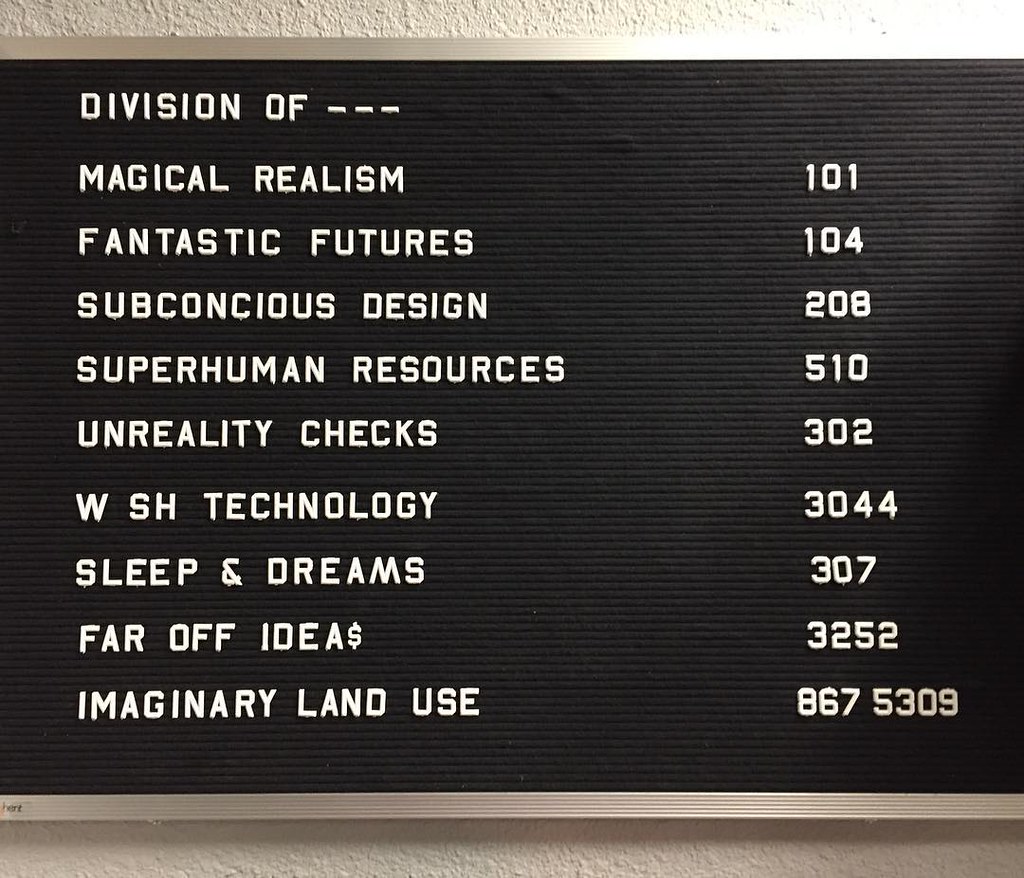 DIVISION OF ---
MAGICAL REALISM 101
FANTASTIC FUTURES 104
SUBCONCIOUS DESIGN 208
SUPERHUMAN RESOURCES 510
UNREALITY CHECKS 302
W SH TECHNOLOGY 3044
SLEEP & DREAMS 307
FAR OFF IDEA$ 3252
IMAGINARY LAND USE 867 5309